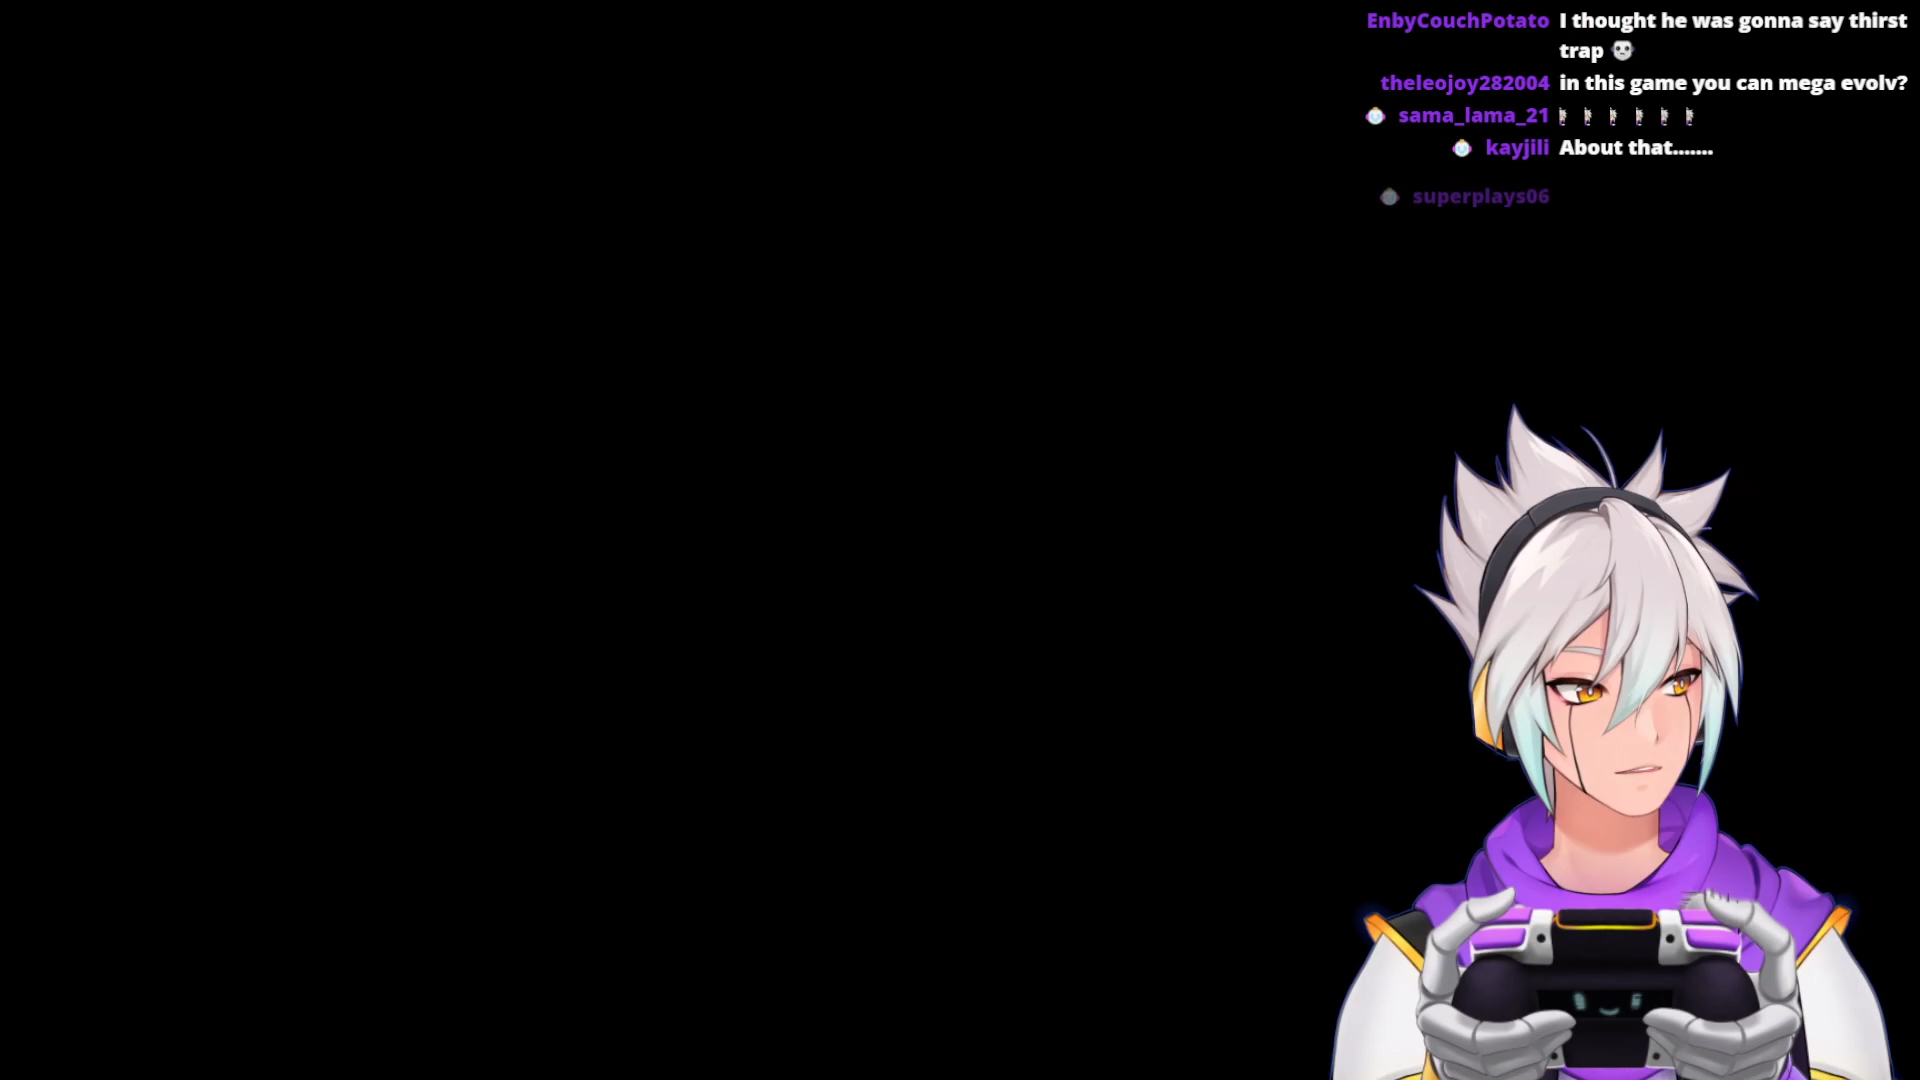 EnbyCouchPotato I thought he was gonna say thirst
trap
theleojoy282004 in this game you can mega evolv?
sama_lama_21
kayjili About that.......
superplays06